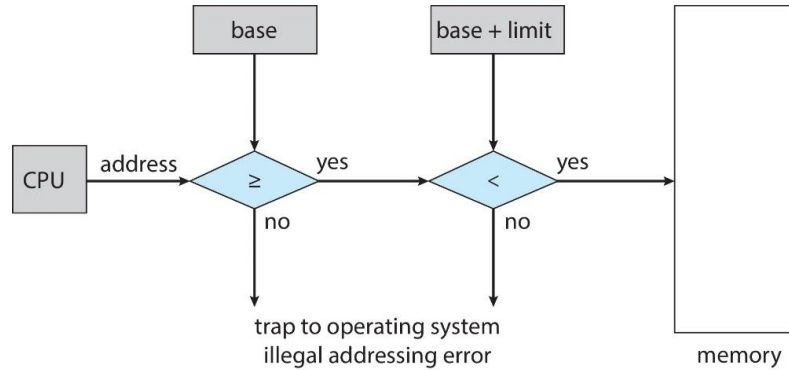 base
base + limit
CPU
address
≥
yes
<
yes
no
no
trap to operating system
illegal addressing error
memory